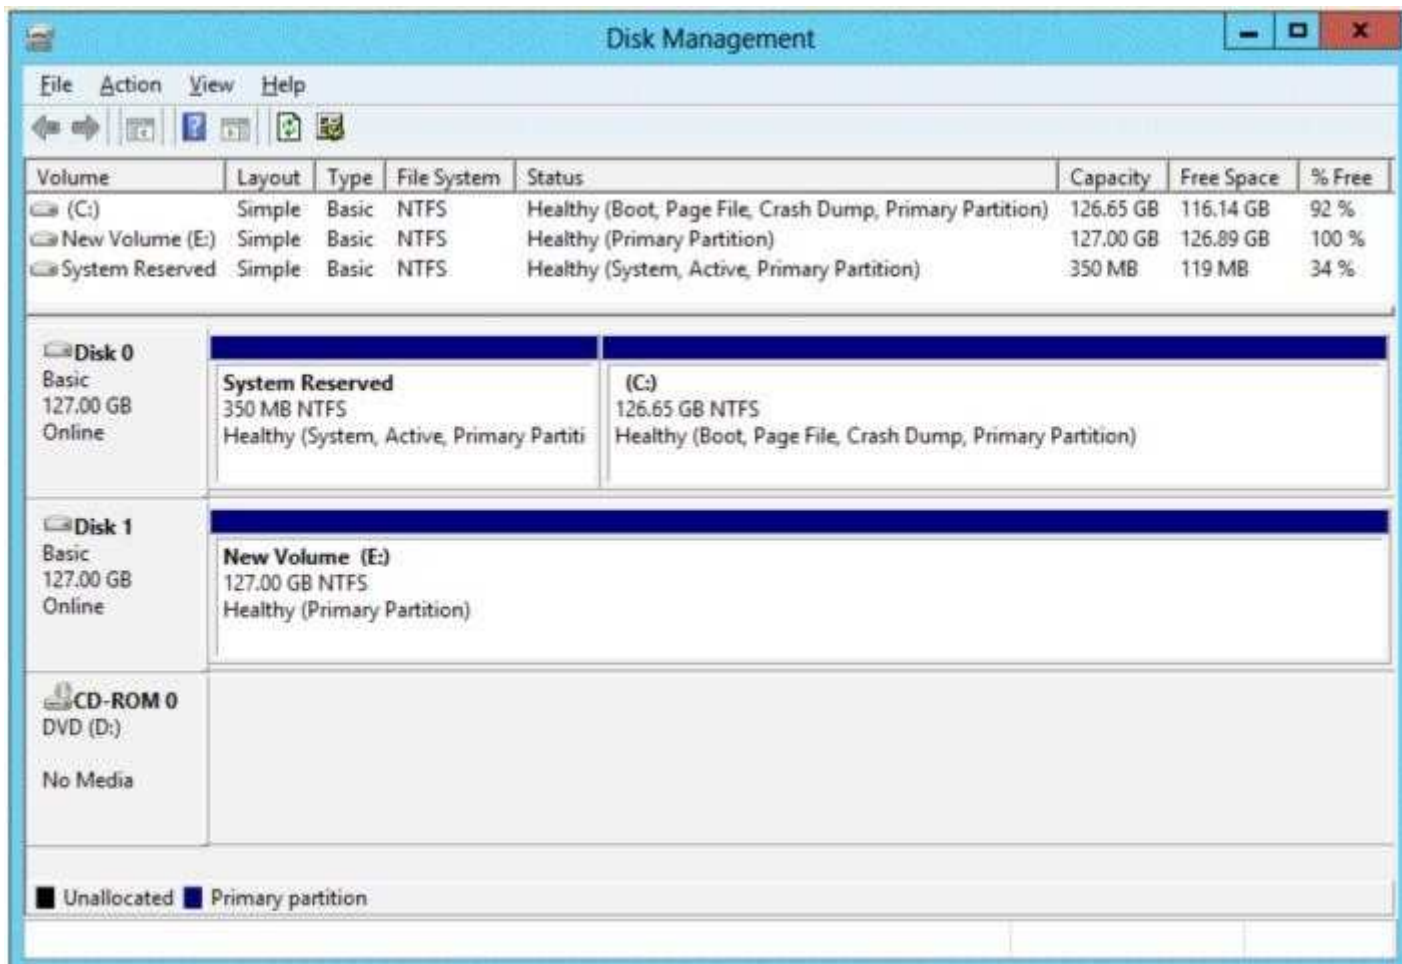 Disk Management
File Action View Help
Volume Layout Type File System Status Capacity Free Space % Free
(C:) Simple Basic NTFS Healthy (Boot, Page File, Crash Dump, Primary Partition) 126.65 GB 116.14 GB 92 %
New Volume (E:) Simple Basic NTFS Healthy (Primary Partition) 127.00 GB 126.89 GB 100 %
System Reserved Simple Basic NTFS Healthy (System, Active, Primary Partition) 350 MB 119 MB 34 %
Disk 0
Basic
127.00 GB
Online
System Reserved
350 MB NTFS
Healthy (System, Active, Primary Partiti
(C:)
126.65 GB NTFS
Healthy (Boot, Page File, Crash Dump, Primary Partition)
Disk 1
Basic
127.00 GB
Online
New Volume (E:)
127.00 GB NTFS
Healthy (Primary Partition)
CD-ROM 0
DVD (D:)
No Media
Unallocated Primary partition